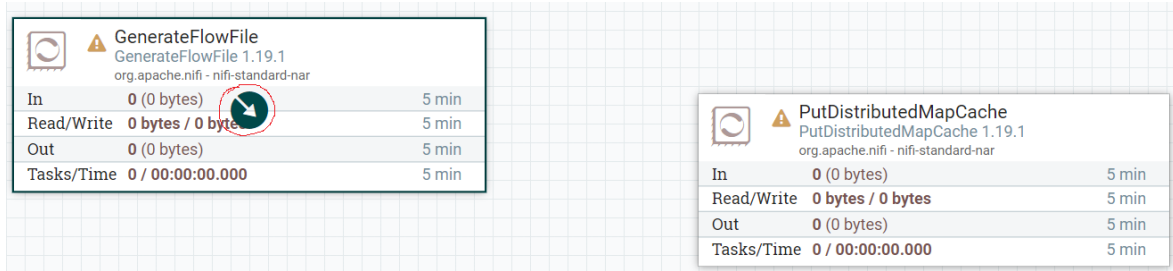 GenerateFlowFile
GenerateFlowFile 1.19.1
org.apache.nifi - nifi-standard-nar
In 0 (0 bytes) 5 min
Read/Write 0 bytes / 0 bytes 5 min
Out 0 (0 bytes) 5 min
Tasks/Time 0 / 00:00:00.000 5 min
PutDistributedMapCache
PutDistributedMapCache 1.19.1
org.apache.nifi - nifi-standard-nar
In 0 (0 bytes) 5 min
Read/Write 0 bytes / 0 bytes 5 min
Out 0 (0 bytes) 5 min
Tasks/Time 0 / 00:00:00.000 5 min